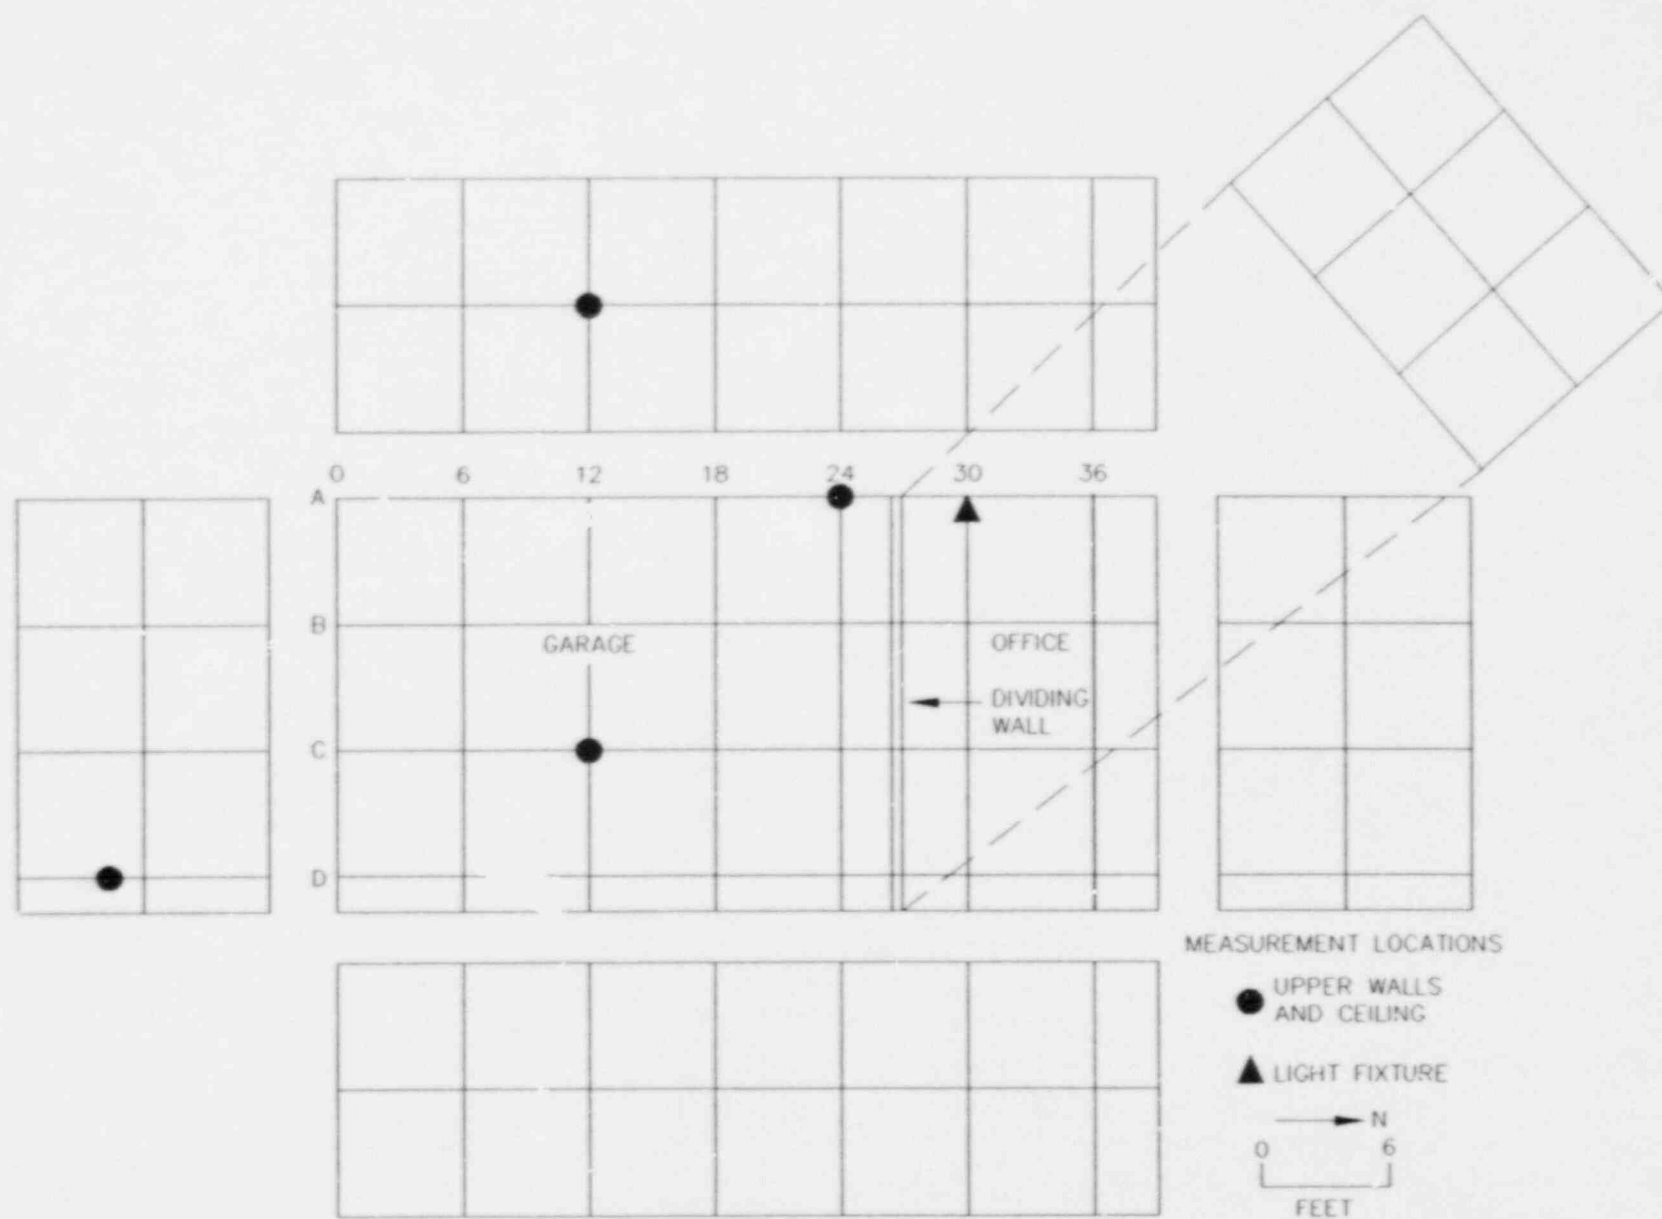 0 6 12 18 24 30 36
A
B
GARAGE OFFICE
DIVIDING
WALL
C
D
MEASUREMENT LOCATIONS
UPPER WALLS
AND CEILING
LIGHT FIXTURE
N
0 6
FEET